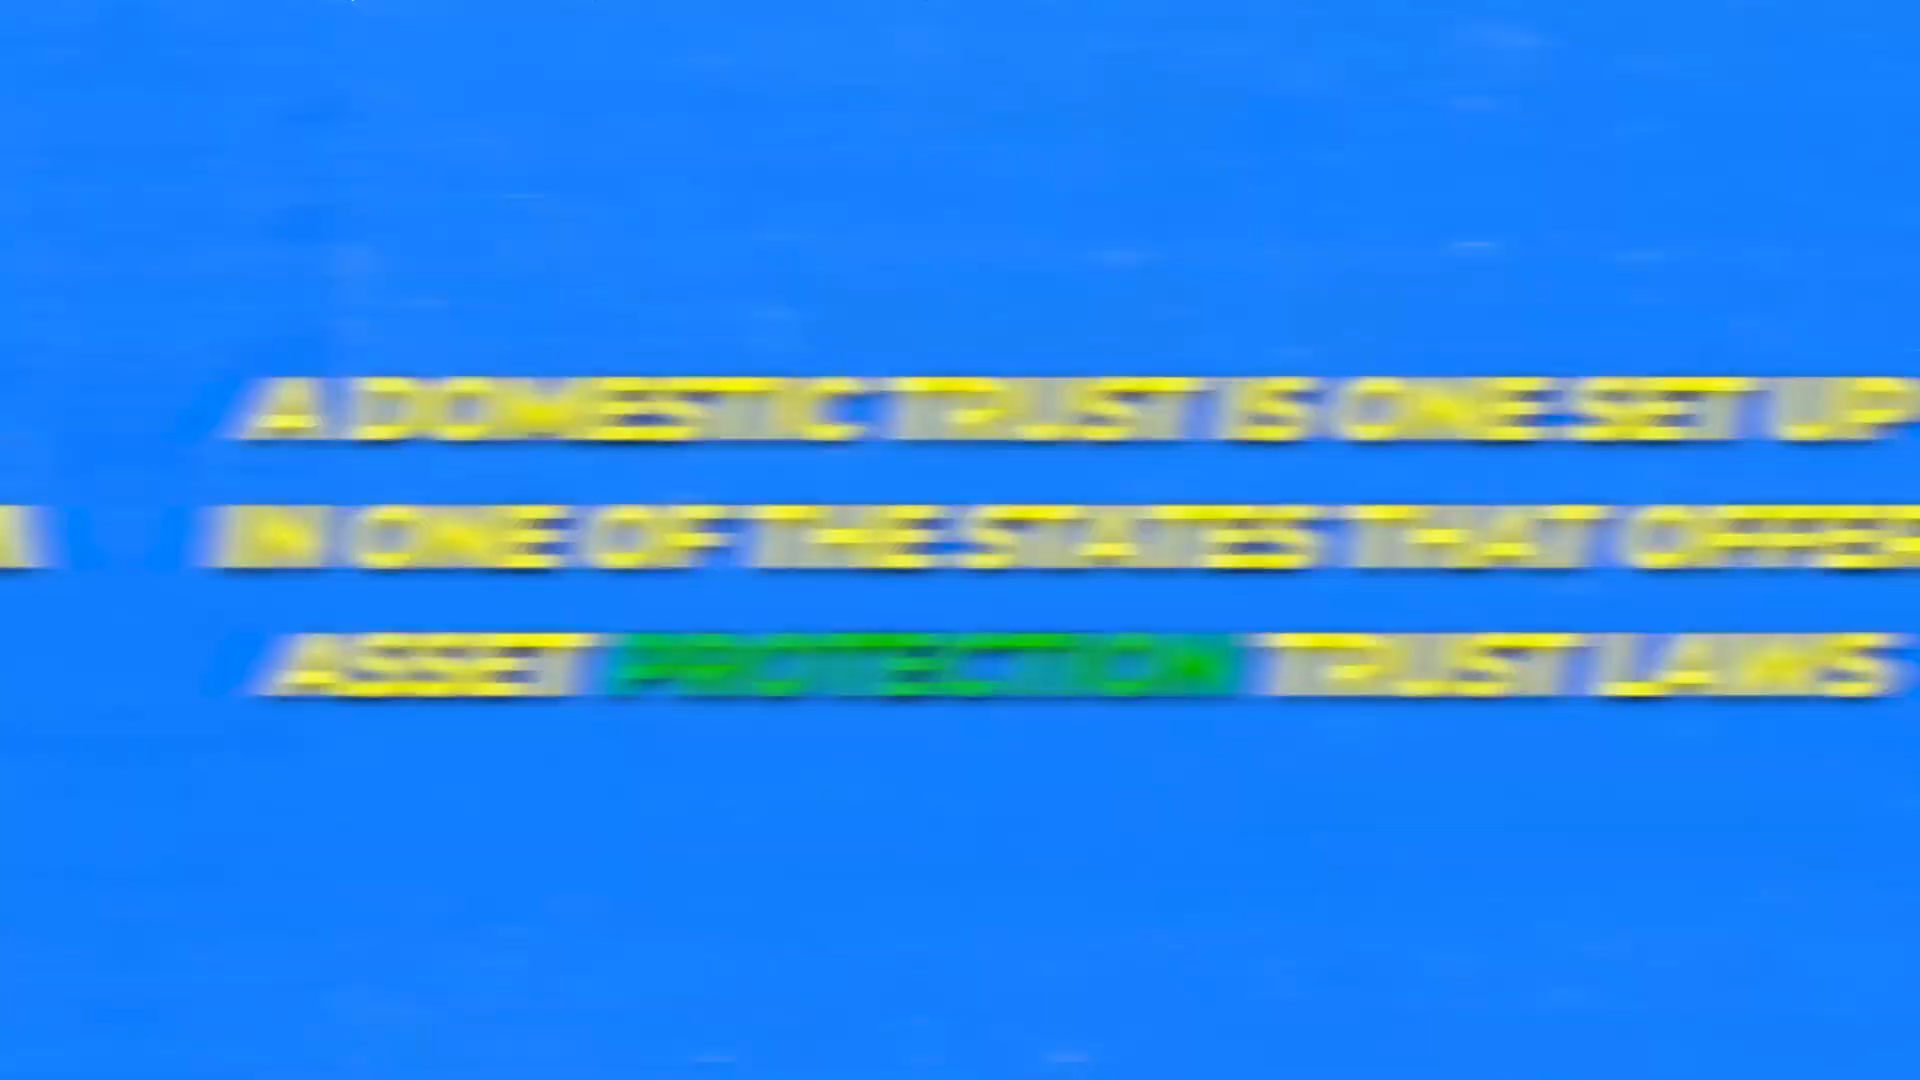 A DOMESTIC TRUST IS ONE SET UP
IN ONE OF THE STATES THAT OFFER
ASSET PROTECTION TRUST LAWS